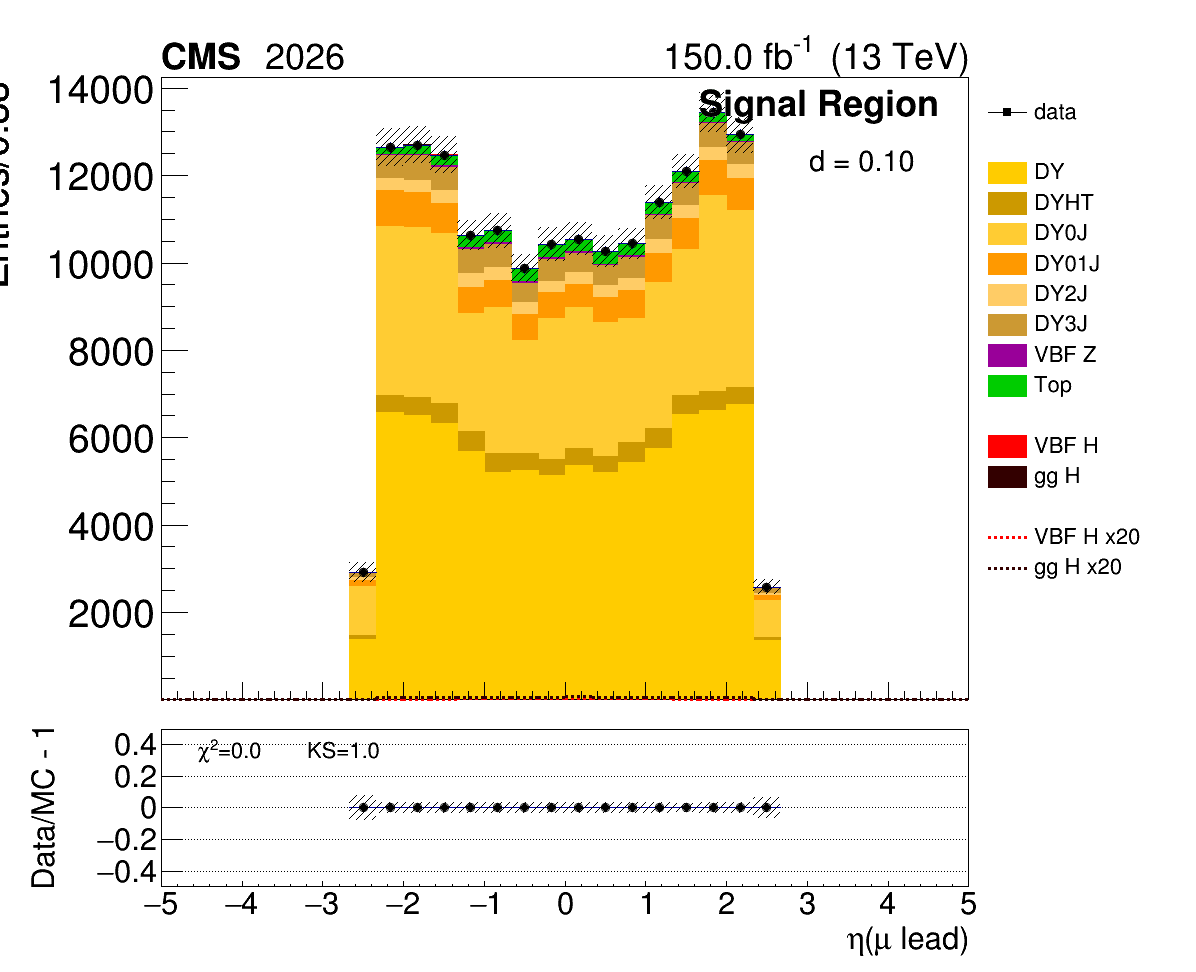 CMS 2026
150.0 fb⁻¹ (13 TeV)
Signal Region
d = 0.10
14000
12000
10000
8000
6000
4000
2000
data
DY
DYHT
DY0J
DY01J
DY2J
DY3J
VBF Z
Top
VBF H
gg H
VBF H x20
gg H x20
Data/MC - 1
χ²=0.0 KS=1.0
0.4
0.2
0
−0.2
−0.4
−5 −4 −3 −2 −1 0 1 2 3 4 5
η(μ lead)